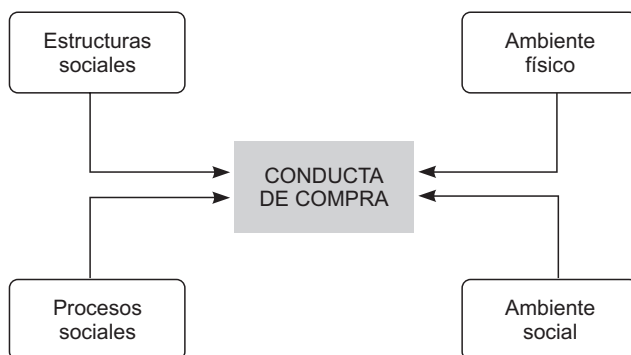 Estructuras
sociales
Ambiente
físico
CONDUCTA
DE COMPRA
Procesos
sociales
Ambiente
social